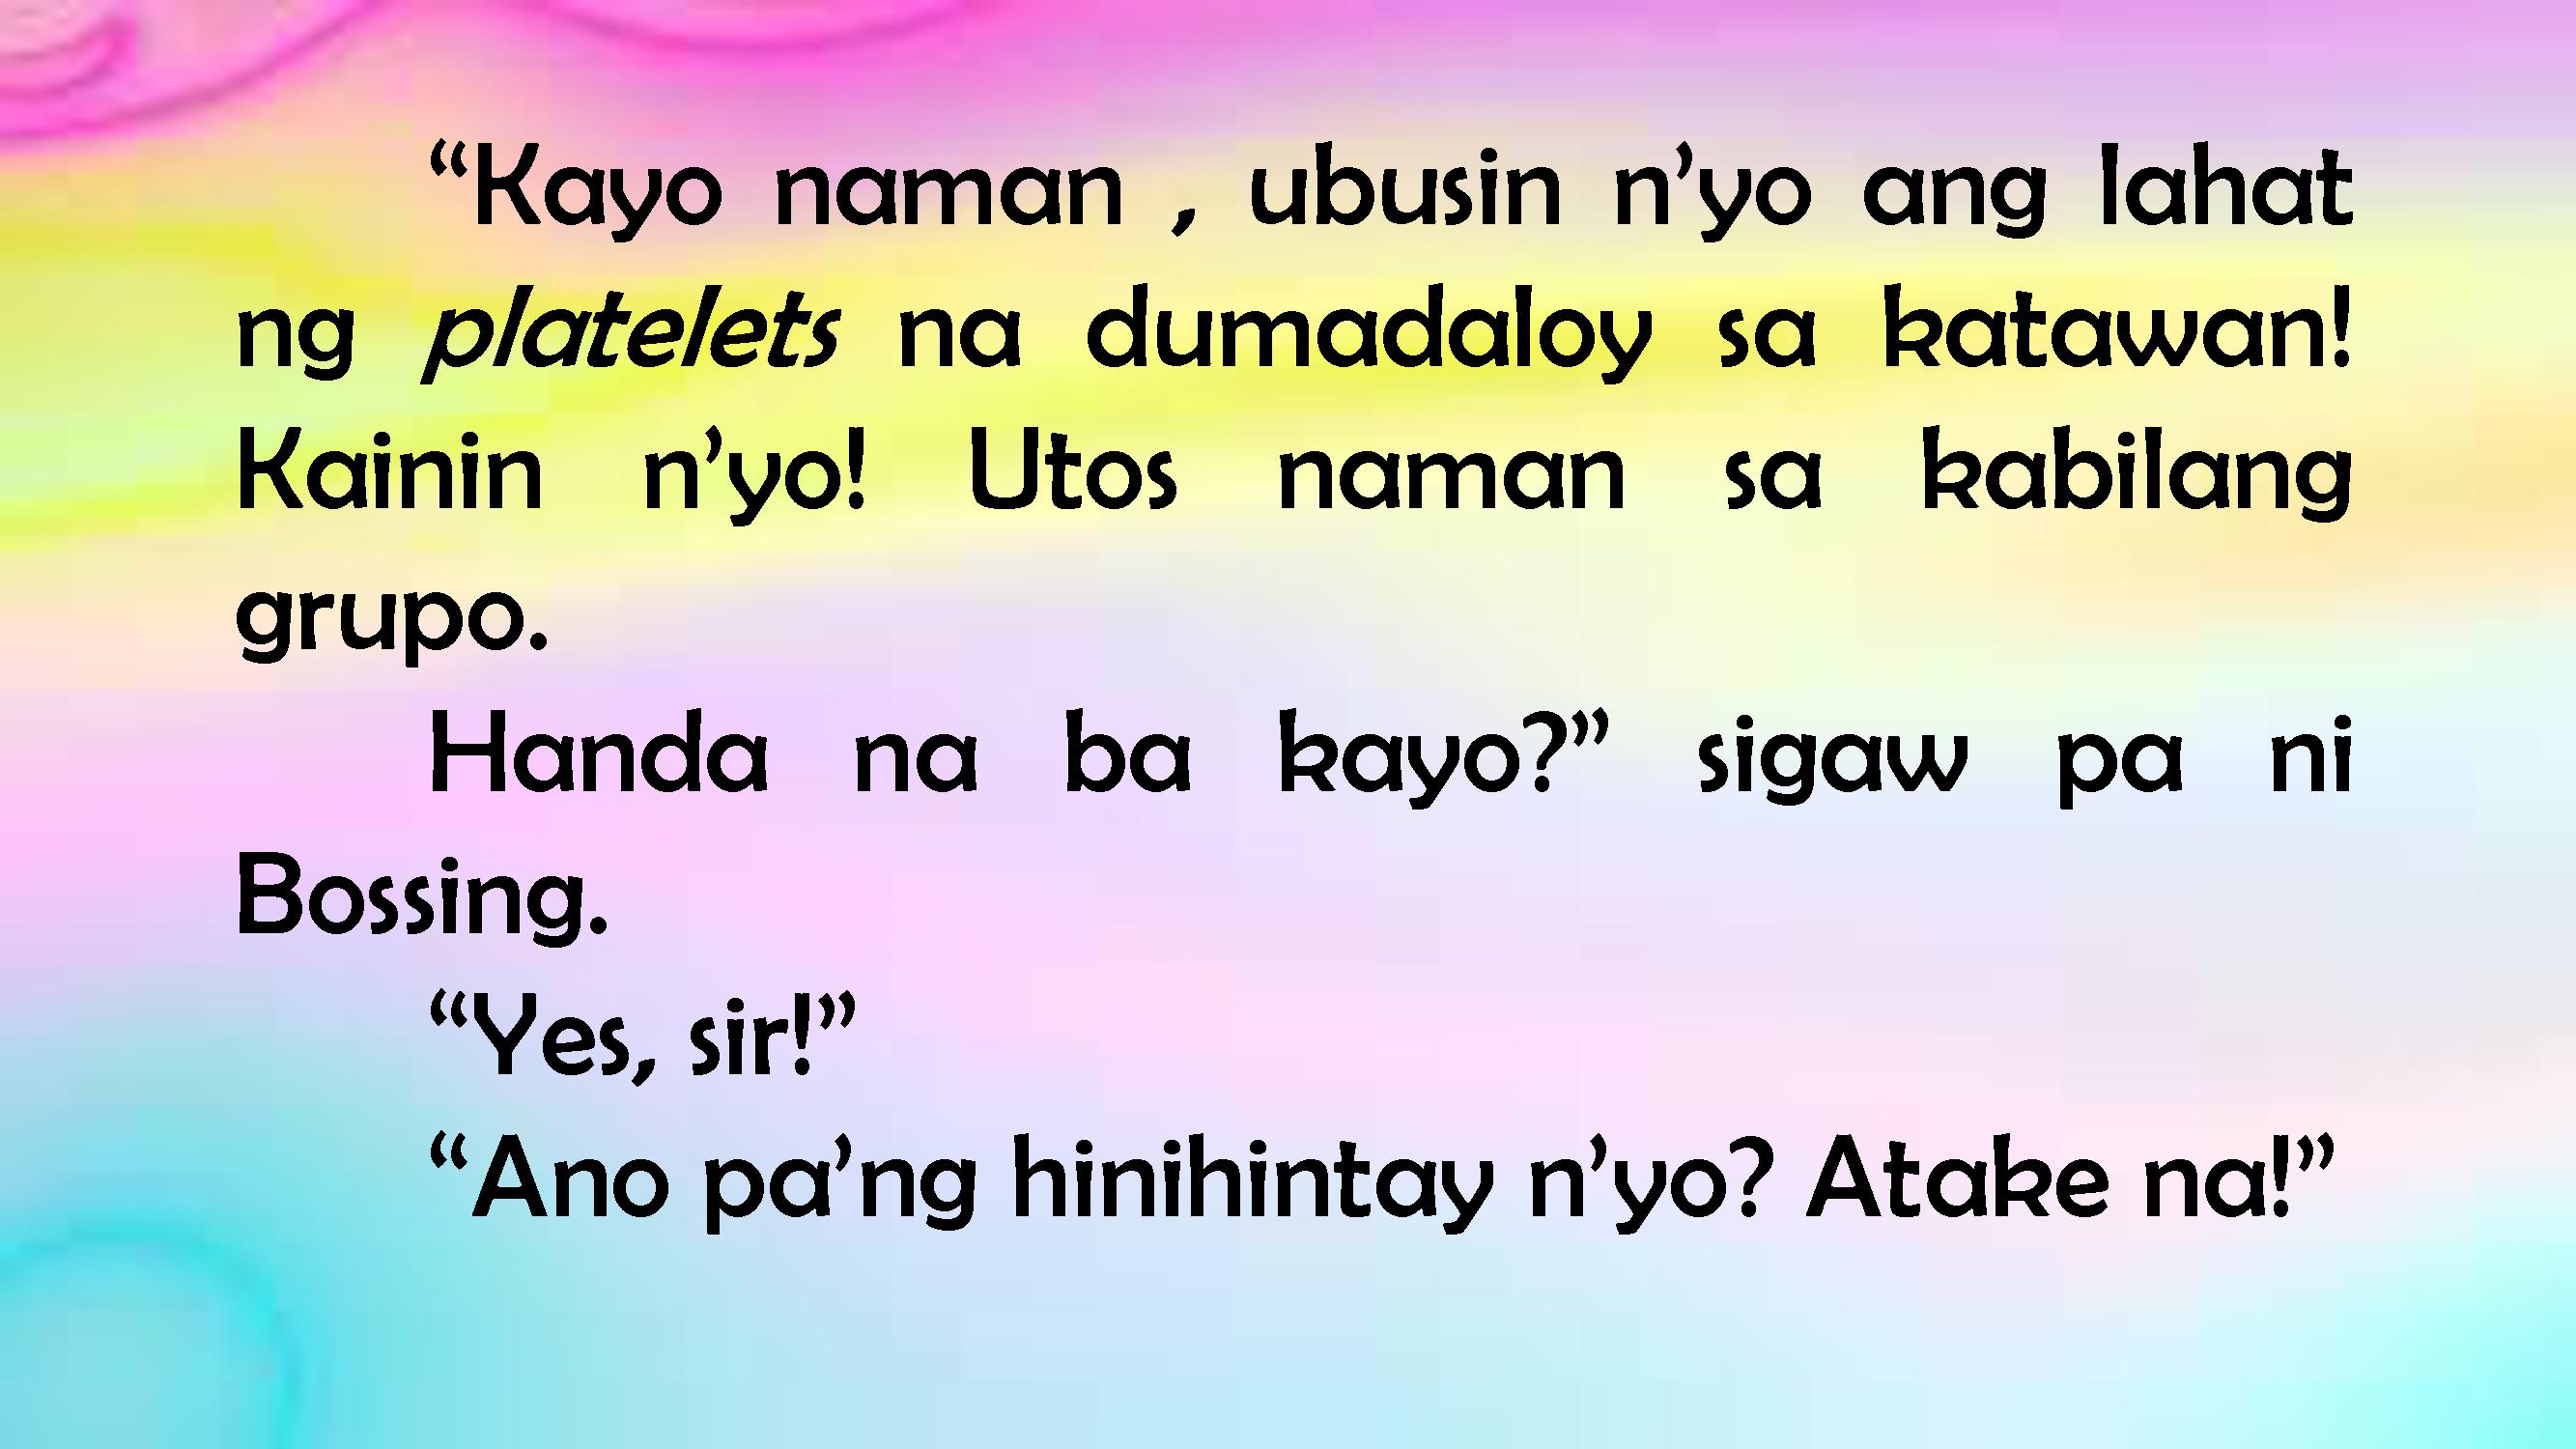 “Kayo naman , ubusin n’yo ang lahat
ng platelets na dumadaloy sa katawan!
Kainin n’yo! Utos naman sa kabilang
grupo.
Handa na ba kayo?” sigaw pa ni
Bossing.
“Yes, sir!”
“Ano pa’ng hinihintay n’yo? Atake na!”